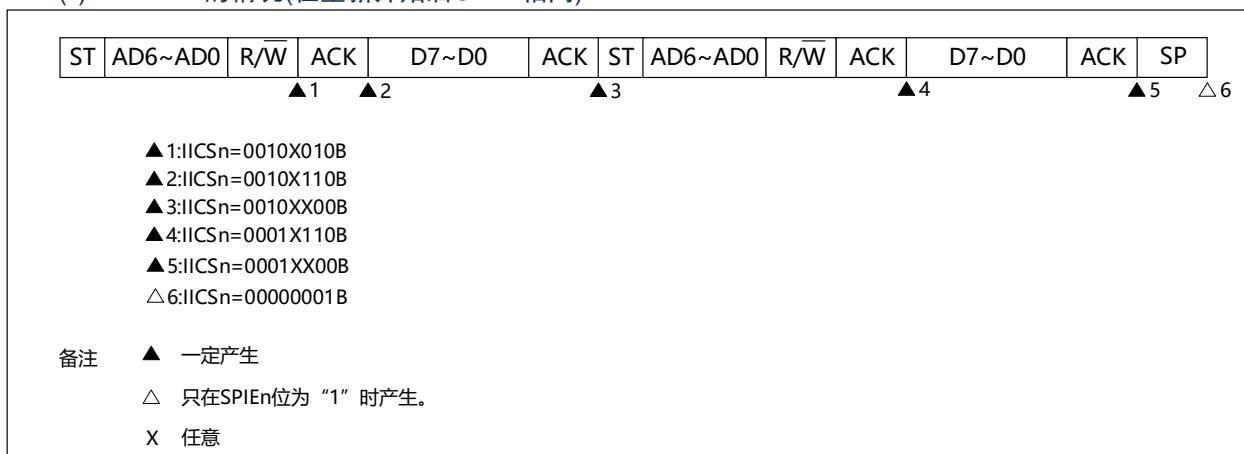 ST AD6~AD0 R/W ACK D7~D0 ACK ST AD6~AD0 R/W ACK D7~D0 ACK SP
▲1 ▲2 ▲3 ▲4 ▲5 △6
▲1:IICSn=0010X010B
▲2:IICSn=0010X110B
▲3:IICSn=0010XX00B
▲4:IICSn=0001X110B
▲5:IICSn=0001XX00B
△6:IICSn=00000001B
备注 ▲ 一定产生
△ 只在SPIEn位为“1”时产生。
X 任意